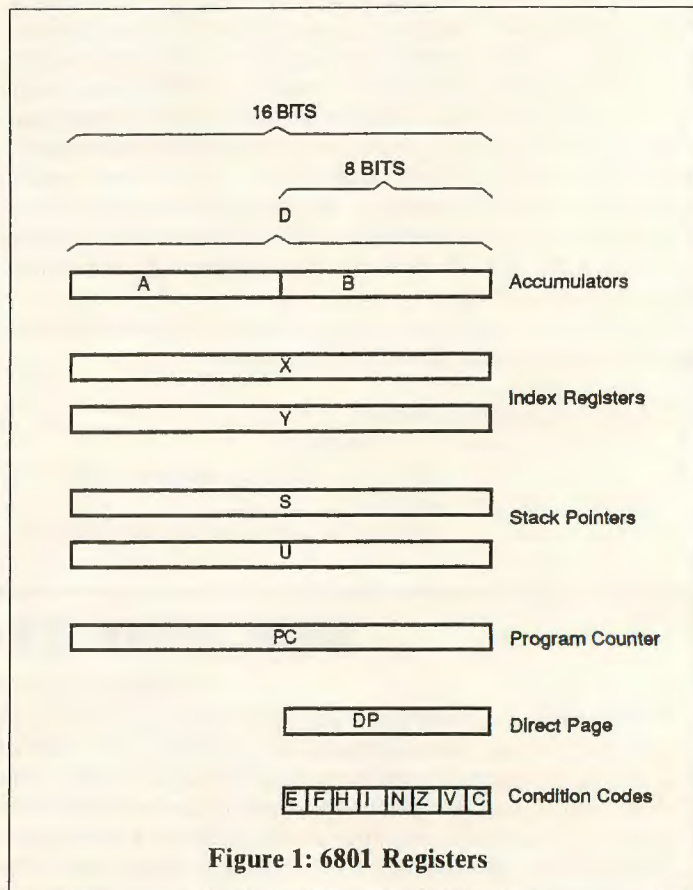 16 BITS
8 BITS
D
A B Accumulators
X
Index Registers
Y
S
Stack Pointers
U
PC Program Counter
DP Direct Page
E F H I N Z V C Condition Codes
Figure 1: 6801 Registers